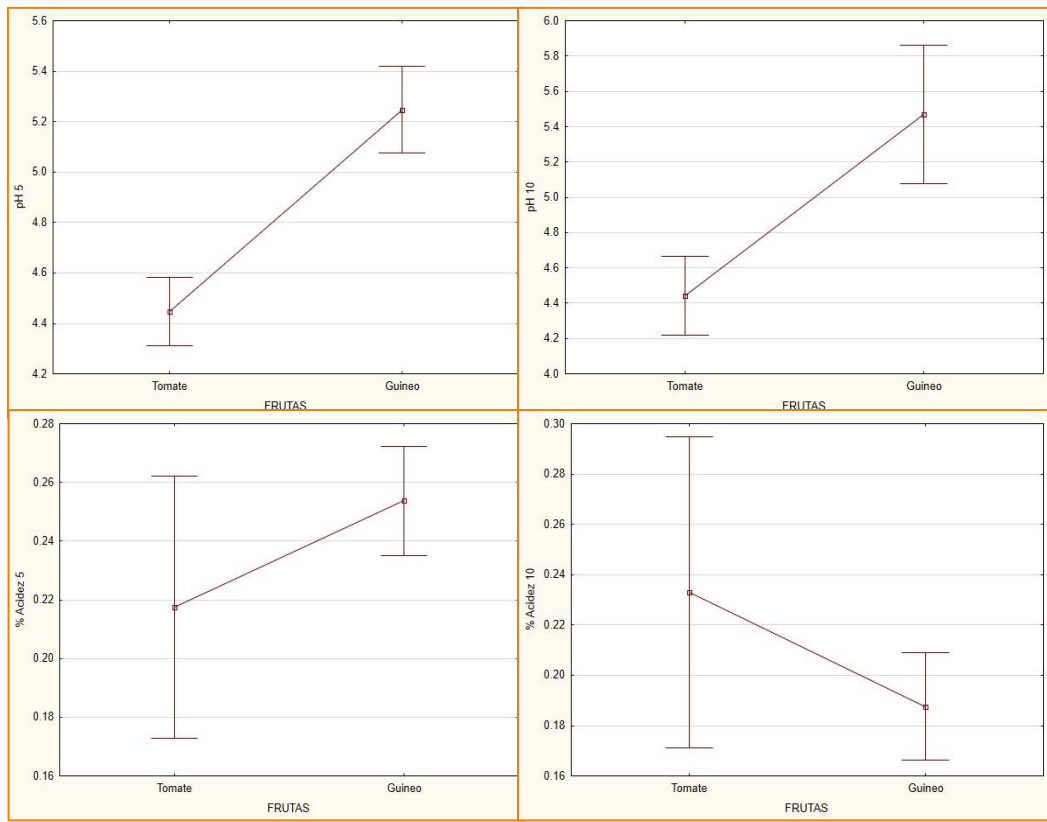 5.6
5.4
5.2
5.0
4.8
4.6
4.4
4.2
pH 5
Tomate Guineo
FRUTAS
6.0
5.8
5.6
5.4
5.2
5.0
4.8
4.6
4.4
4.2
4.0
pH 10
Tomate Guineo
FRUTAS
0.28
0.26
0.24
0.22
0.20
0.18
0.16
% Acidez 5
Tomate Guineo
FRUTAS
0.30
0.28
0.26
0.24
0.22
0.20
0.18
0.16
% Acidez 10
Tomate Guineo
FRUTAS